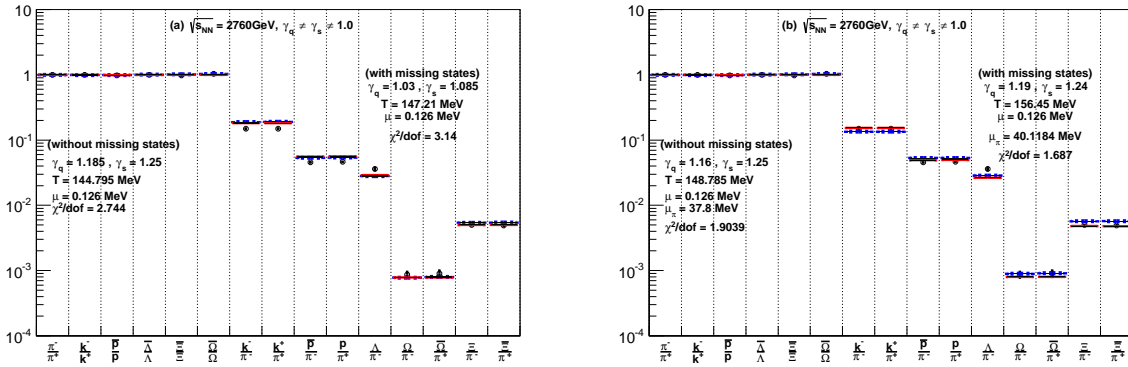 (a) √s_NN = 2760GeV, γ_q ≠ γ_s ≠ 1.0
10
1
10⁻¹
10⁻²
10⁻³
10⁻⁴
(with missing states)
γ_q = 1.03 , γ_s = 1.085
T = 147.21 MeV
μ = 0.126 MeV
χ²/dof = 3.14
(without missing states)
γ_q = 1.185 , γ_s = 1.25
T = 144.795 MeV
μ = 0.126 MeV
χ²/dof = 2.744
π⁻/π⁺ k⁻/k⁺ p̅/p Λ̅/Λ Ξ̅/Ξ Ω̅/Ω k⁻/π⁻ k⁺/π⁺ p̅/π⁻ p/π⁺ Λ/π⁻ Ω/π⁻ Ω̅/π⁺ Ξ/π⁻ Ξ̅/π⁺
(b) √s_NN = 2760GeV, γ_q ≠ γ_s ≠ 1.0
10
1
10⁻¹
10⁻²
10⁻³
10⁻⁴
(with missing states)
γ_q = 1.19 , γ_s = 1.24
T = 156.45 MeV
μ = 0.126 MeV
μ_π = 40.1184 MeV
χ²/dof = 1.687
(without missing states)
γ_q = 1.16 , γ_s = 1.25
T = 148.785 MeV
μ = 0.126 MeV
μ_π = 37.8 MeV
χ²/dof = 1.9039
π⁻/π⁺ k⁻/k⁺ p̅/p Λ̅/Λ Ξ̅/Ξ Ω̅/Ω k⁻/π⁻ k⁺/π⁺ p̅/π⁻ p/π⁺ Λ/π⁻ Ω/π⁻ Ω̅/π⁺ Ξ/π⁻ Ξ̅/π⁺